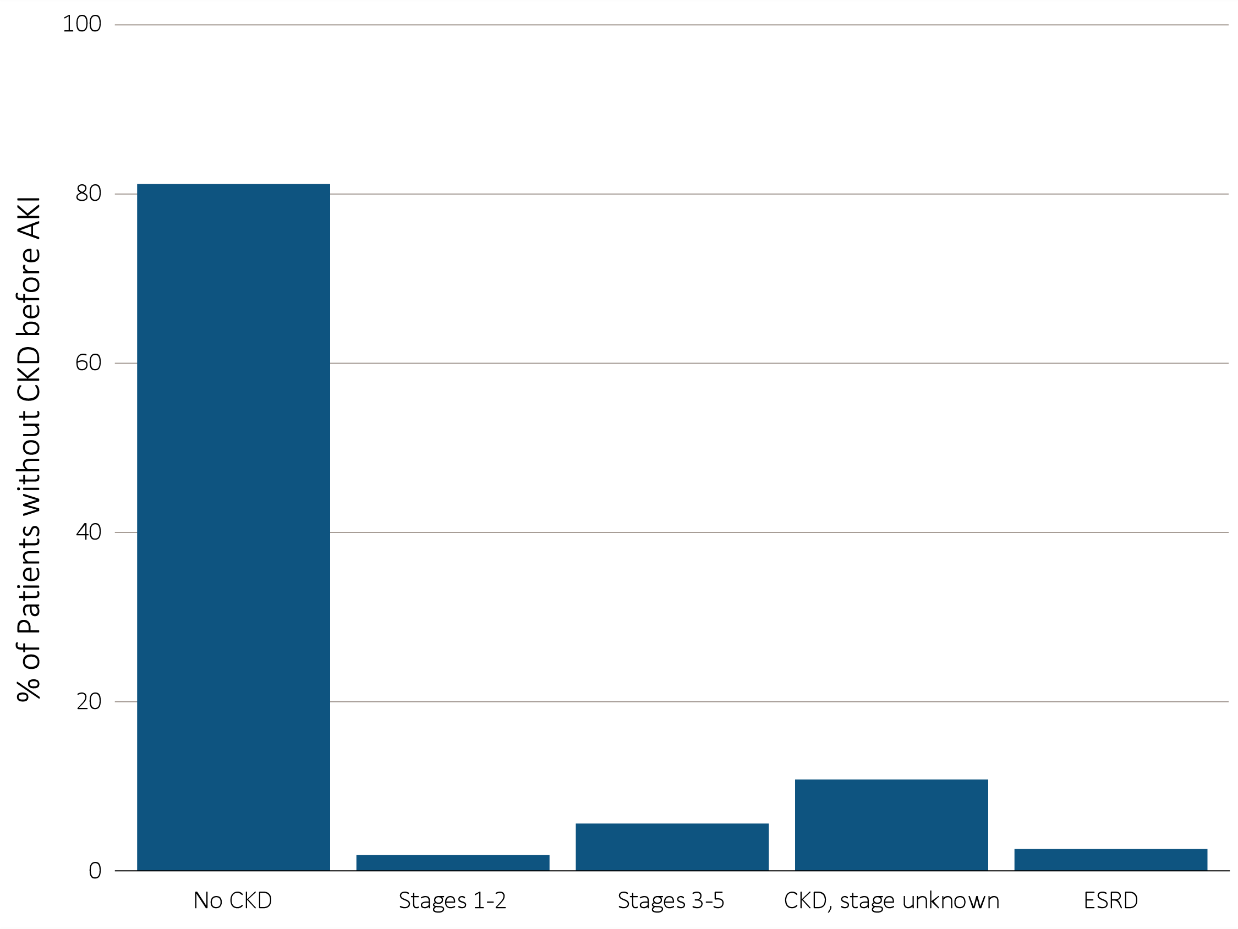 100
80
60
40
20
0
% of Patients without CKD before AKI
No CKD
Stages 1-2
Stages 3-5
CKD, stage unknown
ESRD